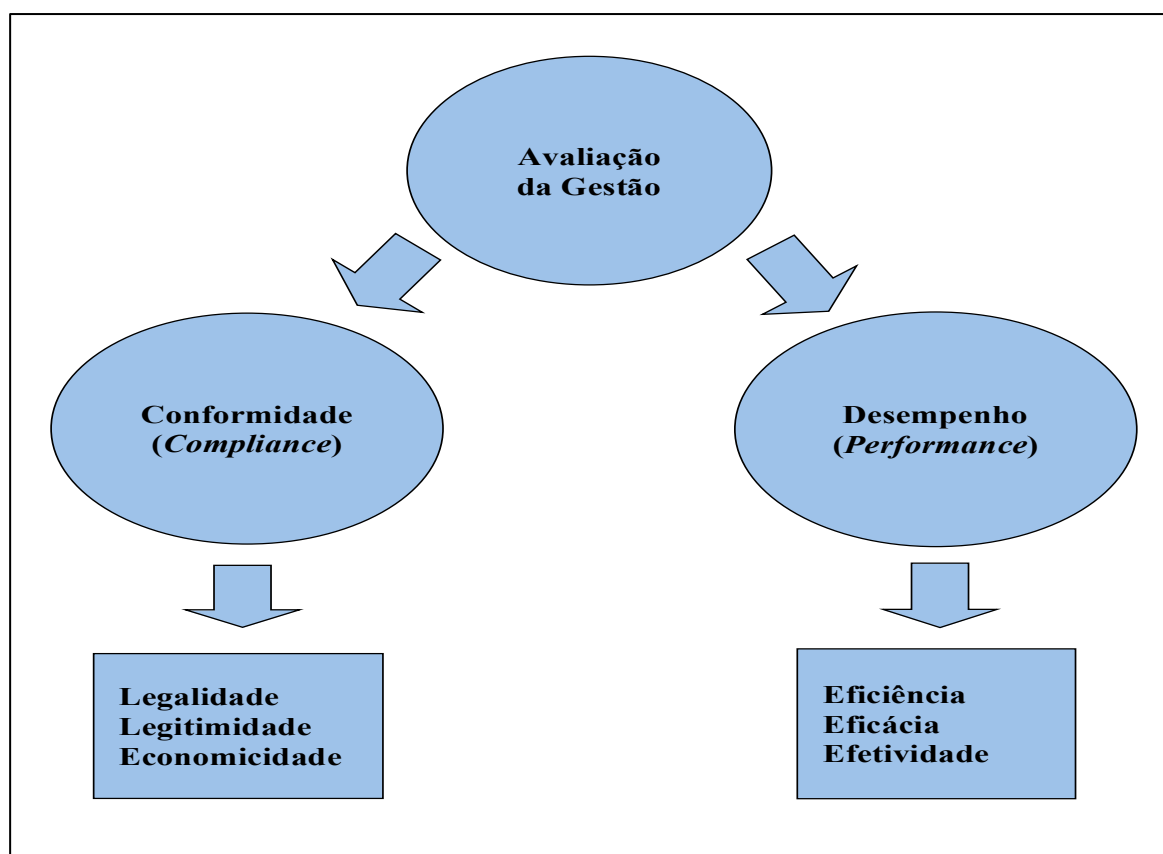 Avaliação
da Gestão
Conformidade
(Compliance)
Desempenho
(Performance)
Legalidade
Legitimidade
Economicidade
Eficiência
Eficácia
Efetividade